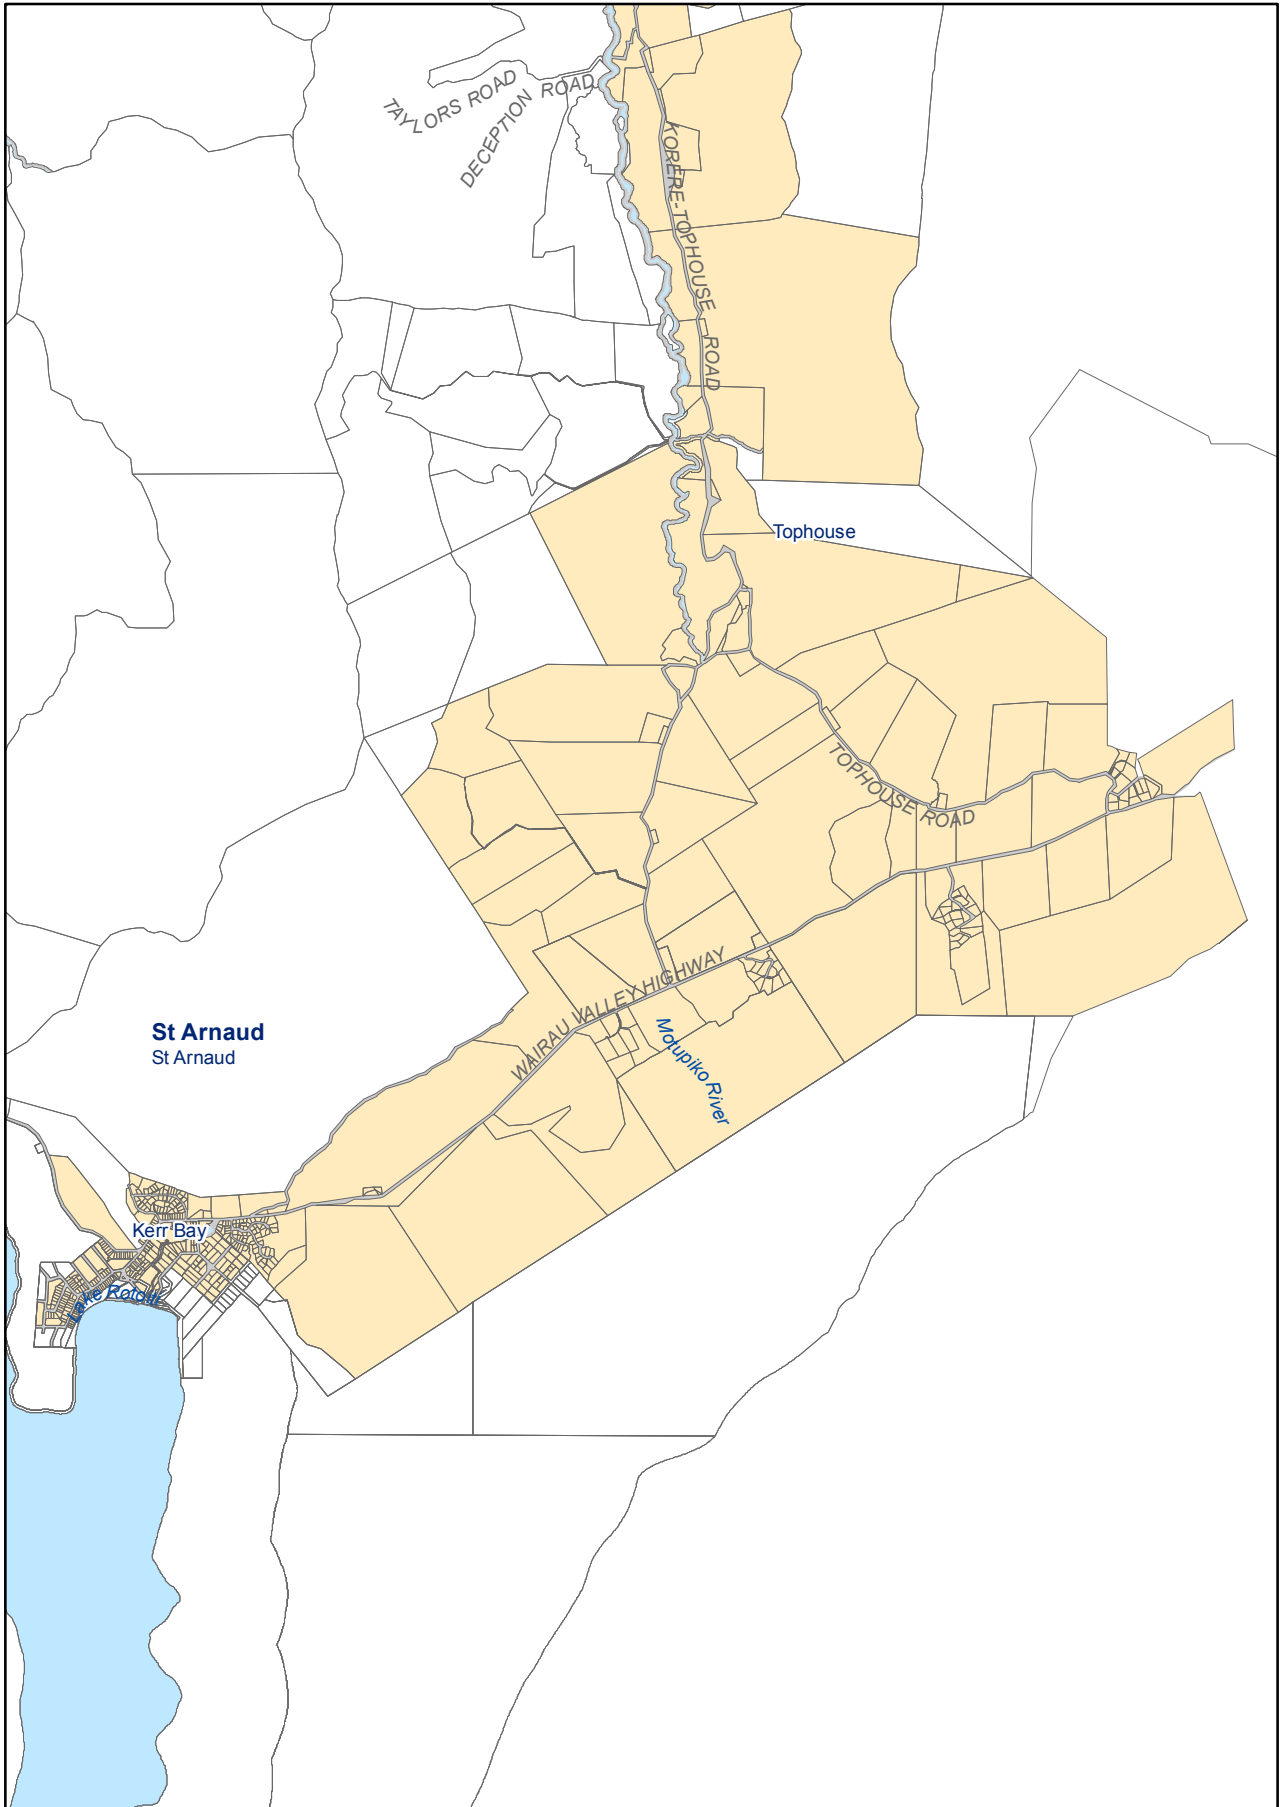 TAYLORS ROAD
DECEPTION ROAD
KORERE-TOPHOUSE ROAD
Tophouse
TOPHOUSE ROAD
WAIRAU VALLEY HIGHWAY
St Arnaud
St Arnaud
Motupiko River
Kerr Bay
Lake Rotoiti